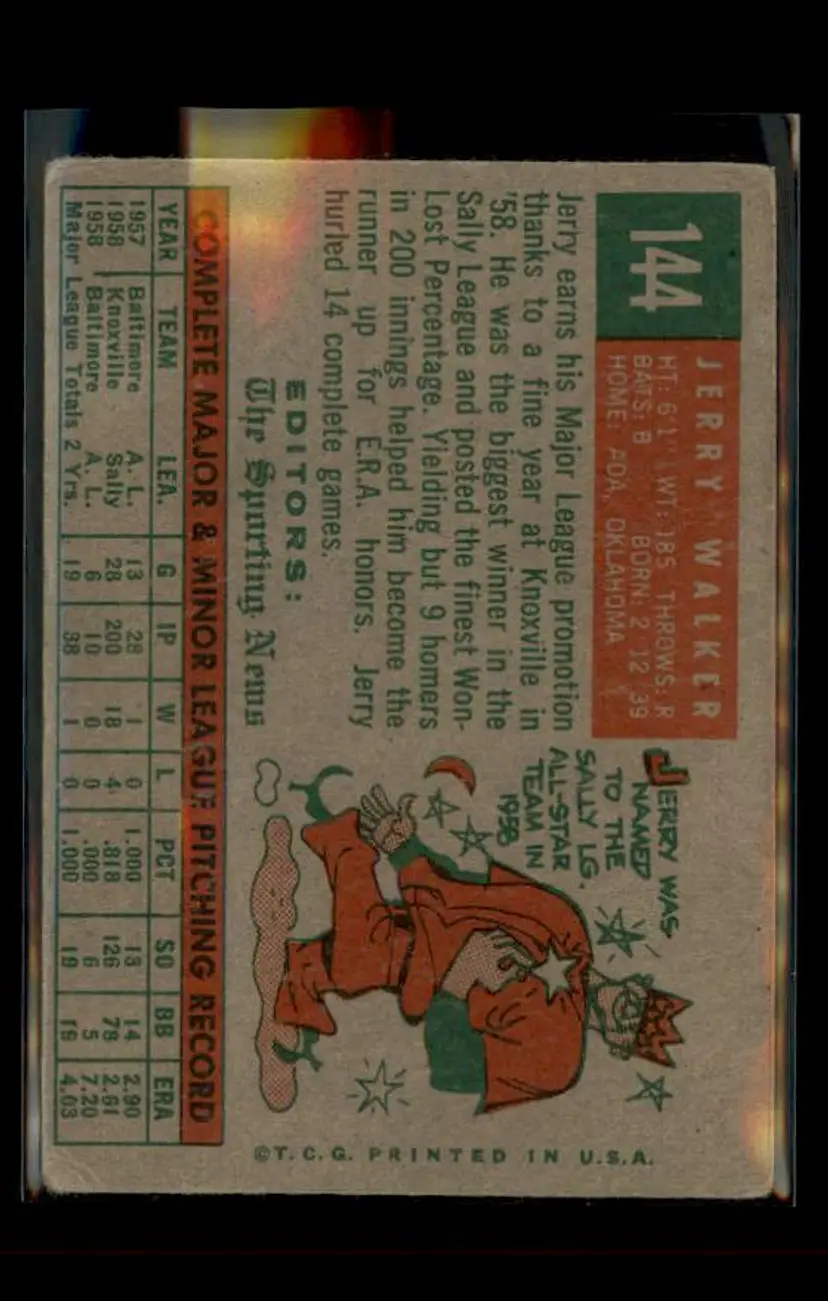 144
JERRY WALKER
HT: 6'1" WT: 185 THROWS: R
BATS: B BORN: 2 12 39
HOME: ADA, OKLAHOMA
Jerry earns his Major League promotion
thanks to a fine year at Knoxville in
'58. He was the biggest winner in the
Sally League and posted the finest Won-
Lost Percentage. Yielding but 9 homers
in 200 innings helped him become the
runner up for E.R.A. honors. Jerry
hurled 14 complete games.
EDITORS:
The Sporting News
JERRY WAS
NAMED
TO THE
SALLY LG.
ALL-STAR
TEAM IN
1958
COMPLETE MAJOR & MINOR LEAGUE PITCHING RECORD
YEAR TEAM LEA. G IP W L PCT SO BB ERA
1957 Baltimore A. L. 13 28 1 0 1.000 13 14 2.90
1958 Knoxville Sally 28 200 18 4 .818 126 78 2.61
1958 Baltimore A. L. 6 10 0 0 .000 6 5 7.20
Major League Totals 2 Yrs. 19 38 1 0 1.000 19 19 4.03
©T.C.G. PRINTED IN U.S.A.